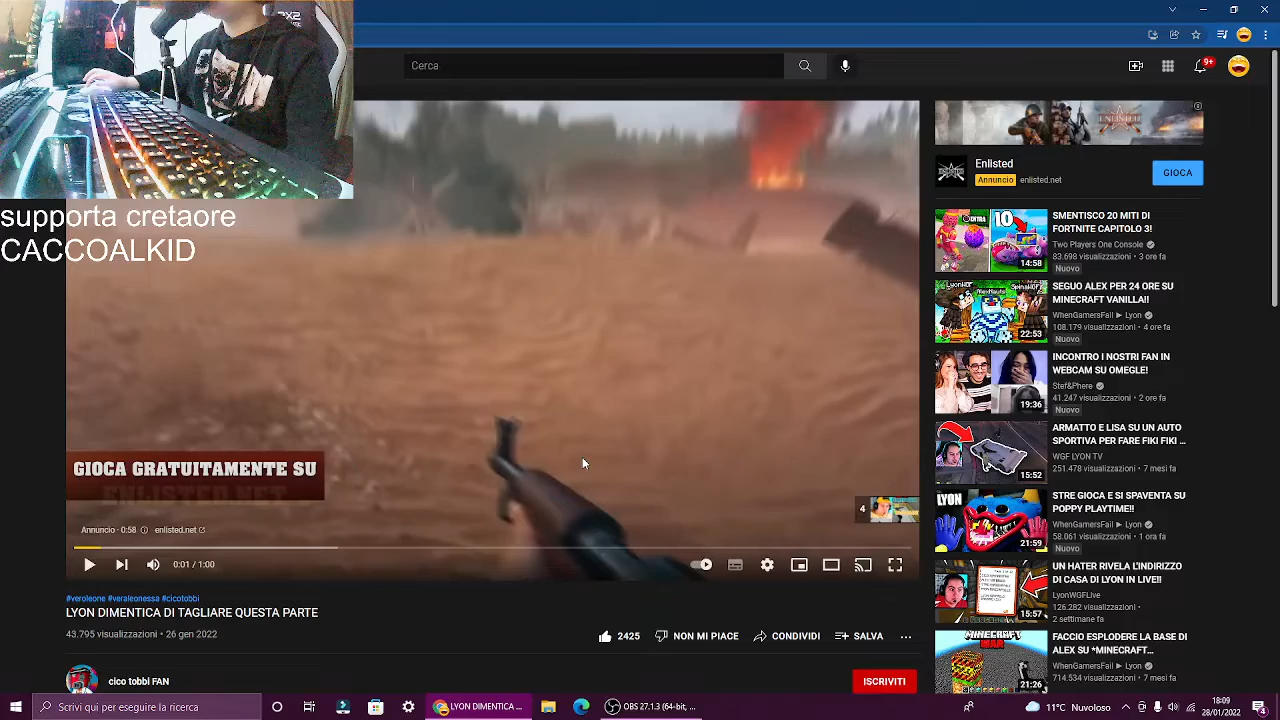 Cerca
9+
supporta cretaore
CACCOALKID
GIOCA GRATUITAMENTE SU
ENLISTED.NET
4
Annuncio · 0:58
enlisted.net
0:01 / 1:00
#veroleone #veraleonessa #cicotobbi
LYON DIMENTICA DI TAGLIARE QUESTA PARTE
43.795 visualizzazioni • 26 gen 2022
2425
NON MI PIACE
CONDIVIDI
SALVA
cico tobbi FAN
ISCRIVITI
ENLISTED
Enlisted
Annuncio enlisted.net
GIOCA
10
14:58
SMENTISCO 20 MITI DI
FORTNITE CAPITOLO 3!
Two Players One Console
83.698 visualizzazioni • 3 ore fa
Nuovo
22:53
SEGUO ALEX PER 24 ORE SU
MINECRAFT VANILLA!!
WhenGamersFail ► Lyon
108.179 visualizzazioni • 4 ore fa
Nuovo
19:36
INCONTRO I NOSTRI FAN IN
WEBCAM SU OMEGLE!
Stef&Phere
41.247 visualizzazioni • 2 ore fa
Nuovo
15:52
ARMATTO E LISA SU UN AUTO
SPORTIVA PER FARE FIKI FIKI ...
WGF LYON TV
251.478 visualizzazioni • 7 mesi fa
LYON
21:59
STRE GIOCA E SI SPAVENTA SU
POPPY PLAYTIME!!
WhenGamersFail ► Lyon
58.061 visualizzazioni • 1 ora fa
Nuovo
15:57
UN HATER RIVELA L'INDIRIZZO
DI CASA DI LYON IN LIVE!
LyonWGFLive
126.282 visualizzazioni •
2 settimane fa
MINECRAFT
WAR
21:26
FACCIO ESPLODERE LA BASE DI
ALEX SU *MINECRAFT...
WhenGamersFail ► Lyon
714.534 visualizzazioni • 7 mesi fa
Scrivi qui per eseguire la ricerca
LYON DIMENTICA ...
OBS 27.1.3 (64-bit, ...
11°C Nuvoloso
18:09
28/01/2022